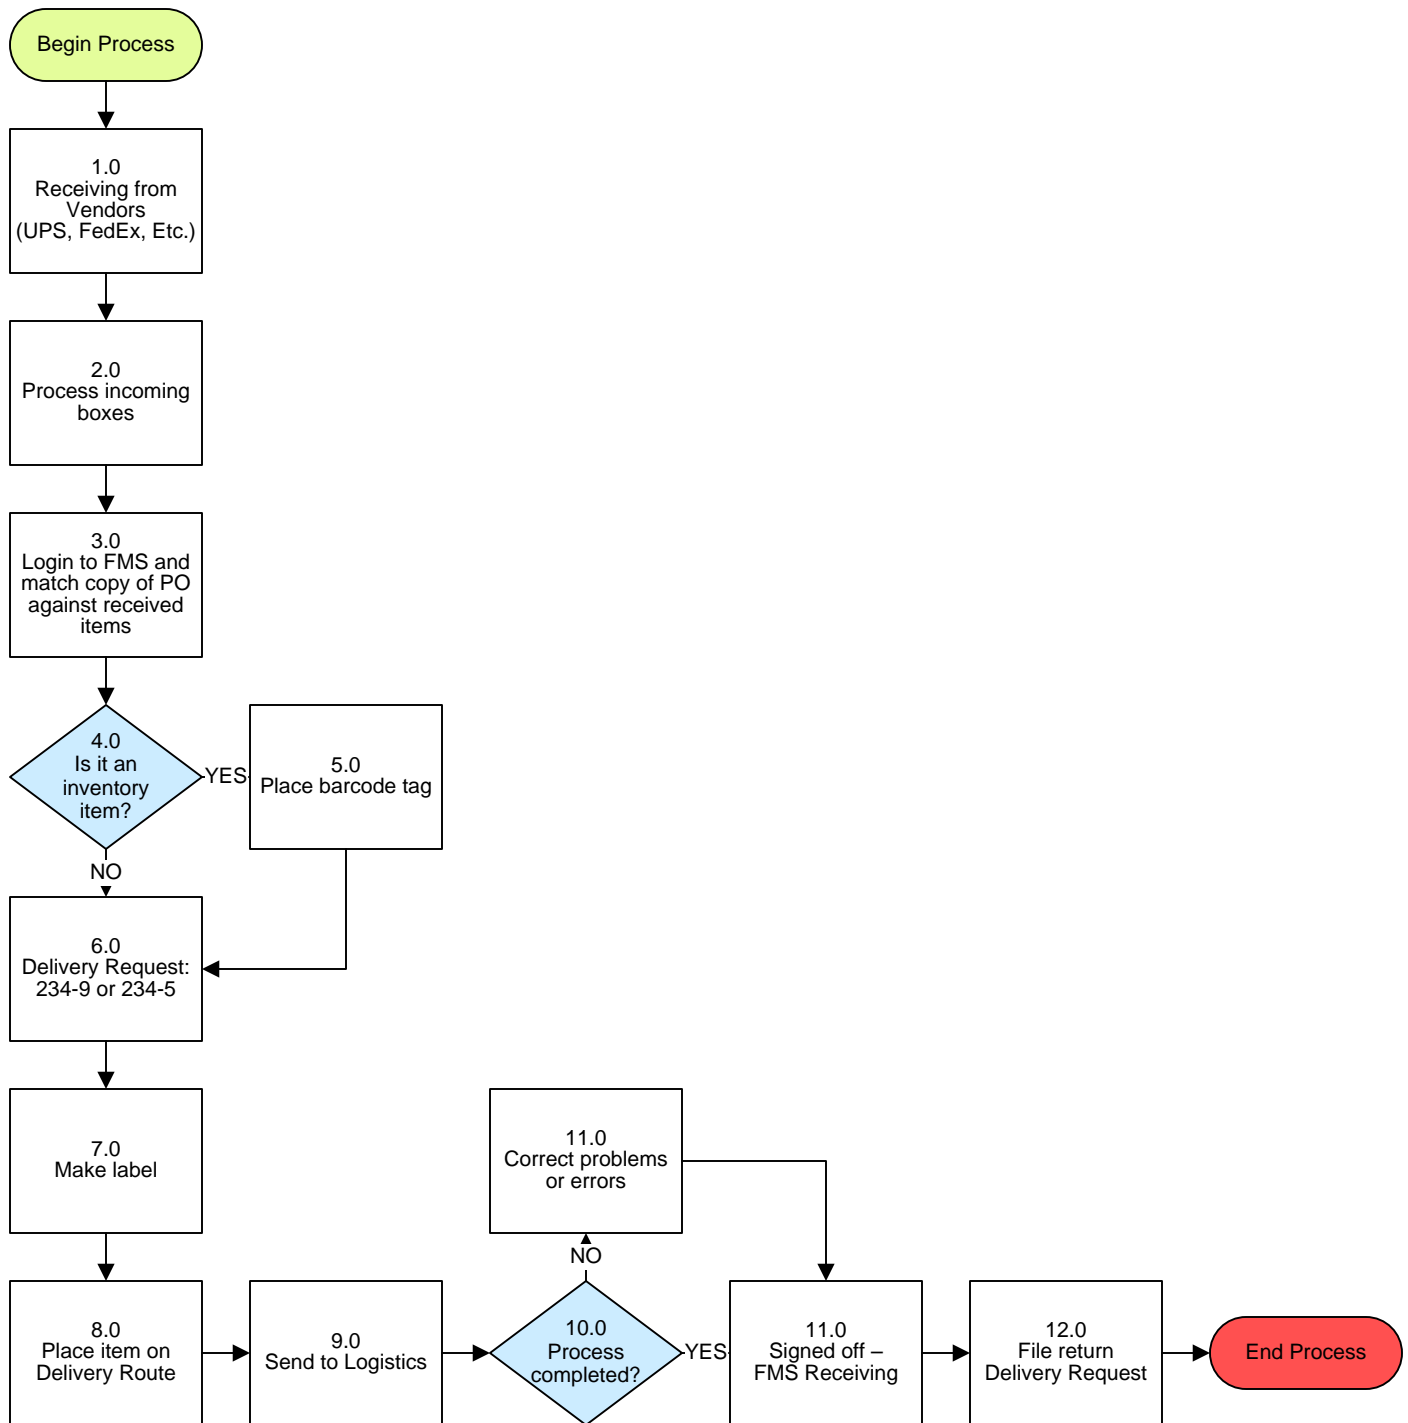 Begin Process
1.0
Receiving from
Vendors
(UPS, FedEx, Etc.)
2.0
Process incoming
boxes
3.0
Login to FMS and
match copy of PO
against received
items
4.0
Is it an
inventory
item?
YES
5.0
Place barcode tag
NO
6.0
Delivery Request:
234-9 or 234-5
7.0
Make label
8.0
Place item on
Delivery Route
9.0
Send to Logistics
10.0
Process
completed?
NO
11.0
Correct problems
or errors
YES
11.0
Signed off –
FMS Receiving
12.0
File return
Delivery Request
End Process